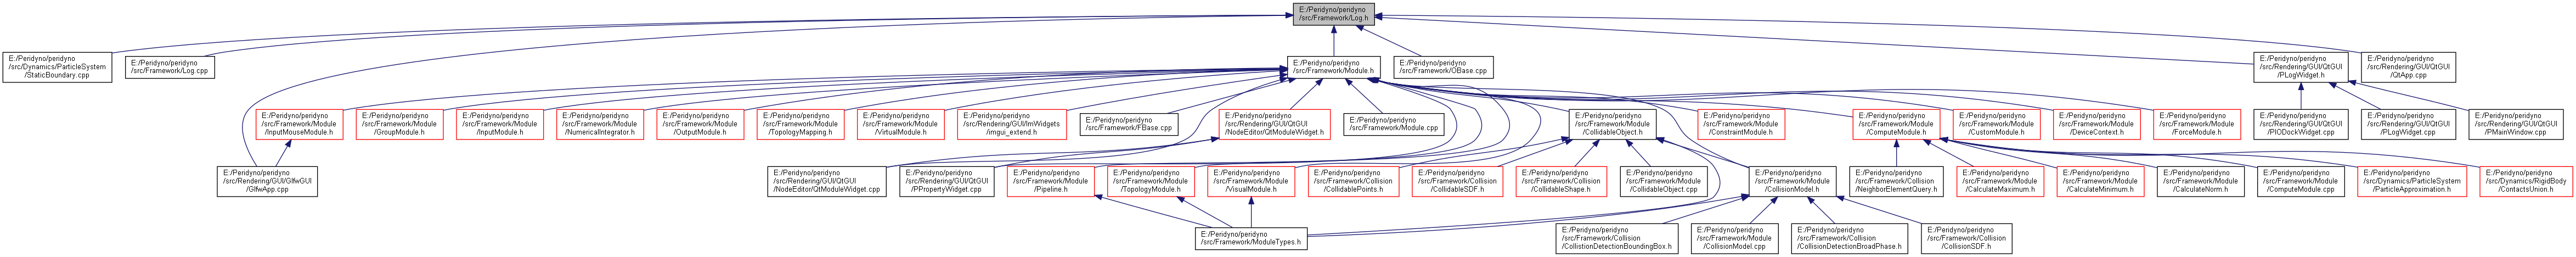 E:/Peridyno/peridyno
/src/Framework/Log.h
E:/Peridyno/peridyno
/src/Dynamics/ParticleSystem
/StaticBoundary.cpp
E:/Peridyno/peridyno
/src/Framework/Log.cpp
E:/Peridyno/peridyno
/src/Framework/Module.h
E:/Peridyno/peridyno
/src/Framework/OBase.cpp
E:/Peridyno/peridyno
/src/Rendering/GUI/QtGUI
/PLogWidget.h
E:/Peridyno/peridyno
/src/Rendering/GUI/QtGUI
/QtApp.cpp
E:/Peridyno/peridyno
/src/Framework/Module
/InputMouseModule.h
E:/Peridyno/peridyno
/src/Framework/Module
/GroupModule.h
E:/Peridyno/peridyno
/src/Framework/Module
/InputModule.h
E:/Peridyno/peridyno
/src/Framework/Module
/NumericalIntegrator.h
E:/Peridyno/peridyno
/src/Framework/Module
/OutputModule.h
E:/Peridyno/peridyno
/src/Framework/Module
/TopologyMapping.h
E:/Peridyno/peridyno
/src/Framework/Module
/VirtualModule.h
E:/Peridyno/peridyno
/src/Rendering/GUI/ImWidgets
/imgui_extend.h
E:/Peridyno/peridyno
/src/Framework/FBase.cpp
E:/Peridyno/peridyno
/src/Rendering/GUI/QtGUI
/NodeEditor/QtModuleWidget.h
E:/Peridyno/peridyno
/src/Framework/Module.cpp
E:/Peridyno/peridyno
/src/Framework/Module
/CollidableObject.h
E:/Peridyno/peridyno
/src/Framework/Module
/ConstraintModule.h
E:/Peridyno/peridyno
/src/Framework/Module
/ComputeModule.h
E:/Peridyno/peridyno
/src/Framework/Module
/CustomModule.h
E:/Peridyno/peridyno
/src/Framework/Module
/DeviceContext.h
E:/Peridyno/peridyno
/src/Framework/Module
/ForceModule.h
E:/Peridyno/peridyno
/src/Rendering/GUI/QtGUI
/PIODockWidget.cpp
E:/Peridyno/peridyno
/src/Rendering/GUI/QtGUI
/PLogWidget.cpp
E:/Peridyno/peridyno
/src/Rendering/GUI/QtGUI
/PMainWindow.cpp
E:/Peridyno/peridyno
/src/Rendering/GUI/GlfwGUI
/GlfwApp.cpp
E:/Peridyno/peridyno
/src/Rendering/GUI/QtGUI
/NodeEditor/QtModuleWidget.cpp
E:/Peridyno/peridyno
/src/Rendering/GUI/QtGUI
/PPropertyWidget.cpp
E:/Peridyno/peridyno
/src/Framework/Module
/Pipeline.h
E:/Peridyno/peridyno
/src/Framework/Module
/TopologyModule.h
E:/Peridyno/peridyno
/src/Framework/Module
/VisualModule.h
E:/Peridyno/peridyno
/src/Framework/Collision
/CollidablePoints.h
E:/Peridyno/peridyno
/src/Framework/Collision
/CollidableSDF.h
E:/Peridyno/peridyno
/src/Framework/Collision
/CollidableShape.h
E:/Peridyno/peridyno
/src/Framework/Module
/CollidableObject.cpp
E:/Peridyno/peridyno
/src/Framework/Module
/CollisionModel.h
E:/Peridyno/peridyno
/src/Framework/Collision
/NeighborElementQuery.h
E:/Peridyno/peridyno
/src/Framework/Module
/CalculateMaximum.h
E:/Peridyno/peridyno
/src/Framework/Module
/CalculateMinimum.h
E:/Peridyno/peridyno
/src/Framework/Module
/CalculateNorm.h
E:/Peridyno/peridyno
/src/Framework/Module
/ComputeModule.cpp
E:/Peridyno/peridyno
/src/Dynamics/ParticleSystem
/ParticleApproximation.h
E:/Peridyno/peridyno
/src/Dynamics/RigidBody
/ContactsUnion.h
E:/Peridyno/peridyno
/src/Framework/ModuleTypes.h
E:/Peridyno/peridyno
/src/Framework/Collision
/CollistionDetectionBoundingBox.h
E:/Peridyno/peridyno
/src/Framework/Module
/CollisionModel.cpp
E:/Peridyno/peridyno
/src/Framework/Collision
/CollisionDetectionBroadPhase.h
E:/Peridyno/peridyno
/src/Framework/Collision
/CollisionSDF.h